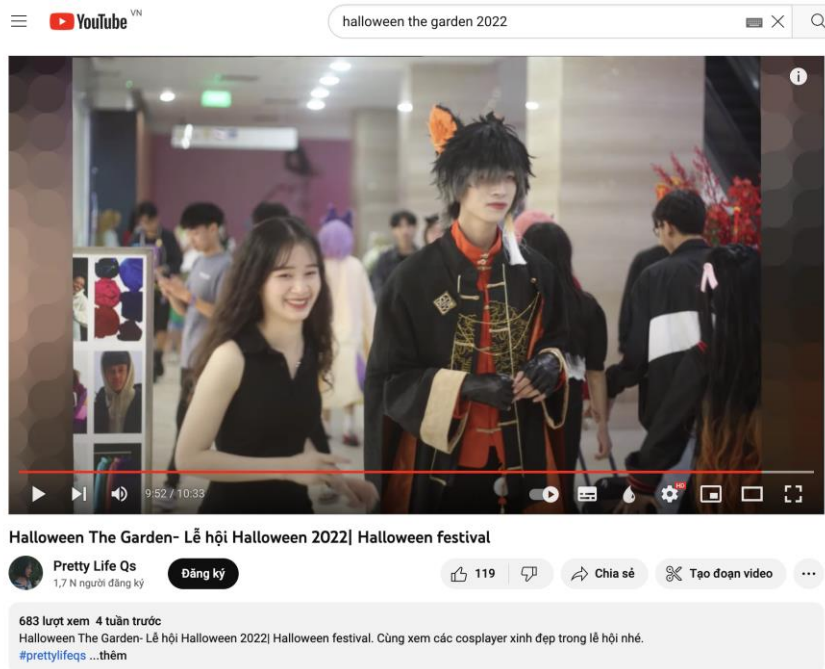 YouTube VN
halloween the garden 2022
9:52 / 10:33
HD
Halloween The Garden- Lễ hội Halloween 2022| Halloween festival
Pretty Life Qs
1,7 N người đăng ký
Đăng ký
119
Chia sẻ
Tạo đoạn video
683 lượt xem 4 tuần trước
Halloween The Garden- Lễ hội Halloween 2022| Halloween festival. Cùng xem các cosplayer xinh đẹp trong lễ hội nhé.
#prettylifeqs ...thêm